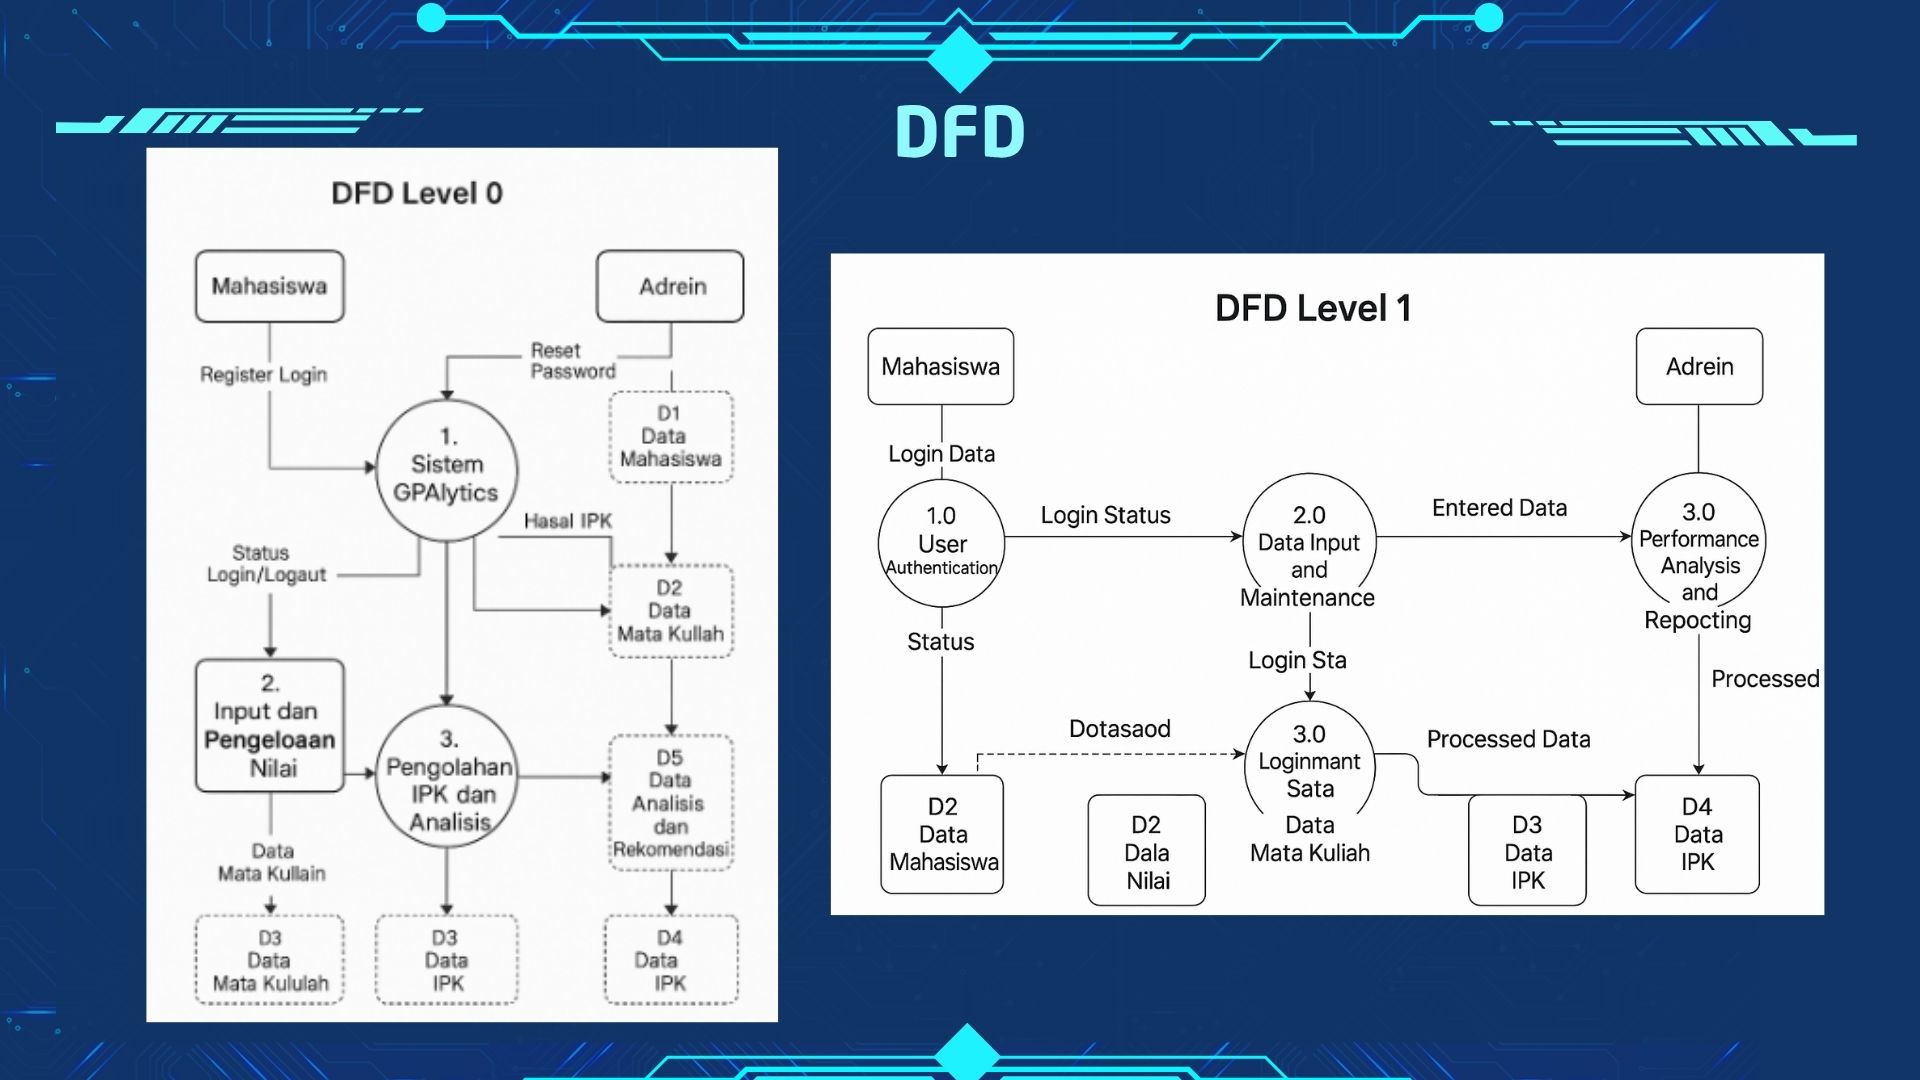 DFD
DFD Level 0
Mahasiswa
Adrein
Reset
Password
Register Login
D1
Data
Mahasiswa
1.
Sistem
GPAlytics
Hasal IPK
Status
Login/Logaut
D2
Data
Mata Kullah
2.
Input dan
Pengeloaan
Nilai
3.
Pengolahan
IPK dan
Analisis
D5
Data
Analisis
dan
Rekomendasi
Data
Mata Kullain
D3
Data
Mata Kululah
D3
Data
IPK
D4
Data
IPK
DFD Level 1
Mahasiswa
Adrein
Login Data
1.0
User
Authentication
Login Status
2.0
Data Input
and
Maintenance
Entered Data
3.0
Performance
Analysis
and
Repocting
Status
Login Sta
Processed
Dotasaod
3.0
Loginmant
Sata
Processed Data
D2
Data
Mahasiswa
D2
Dala
Nilai
Data
Mata Kuliah
D3
Data
IPK
D4
Data
IPK